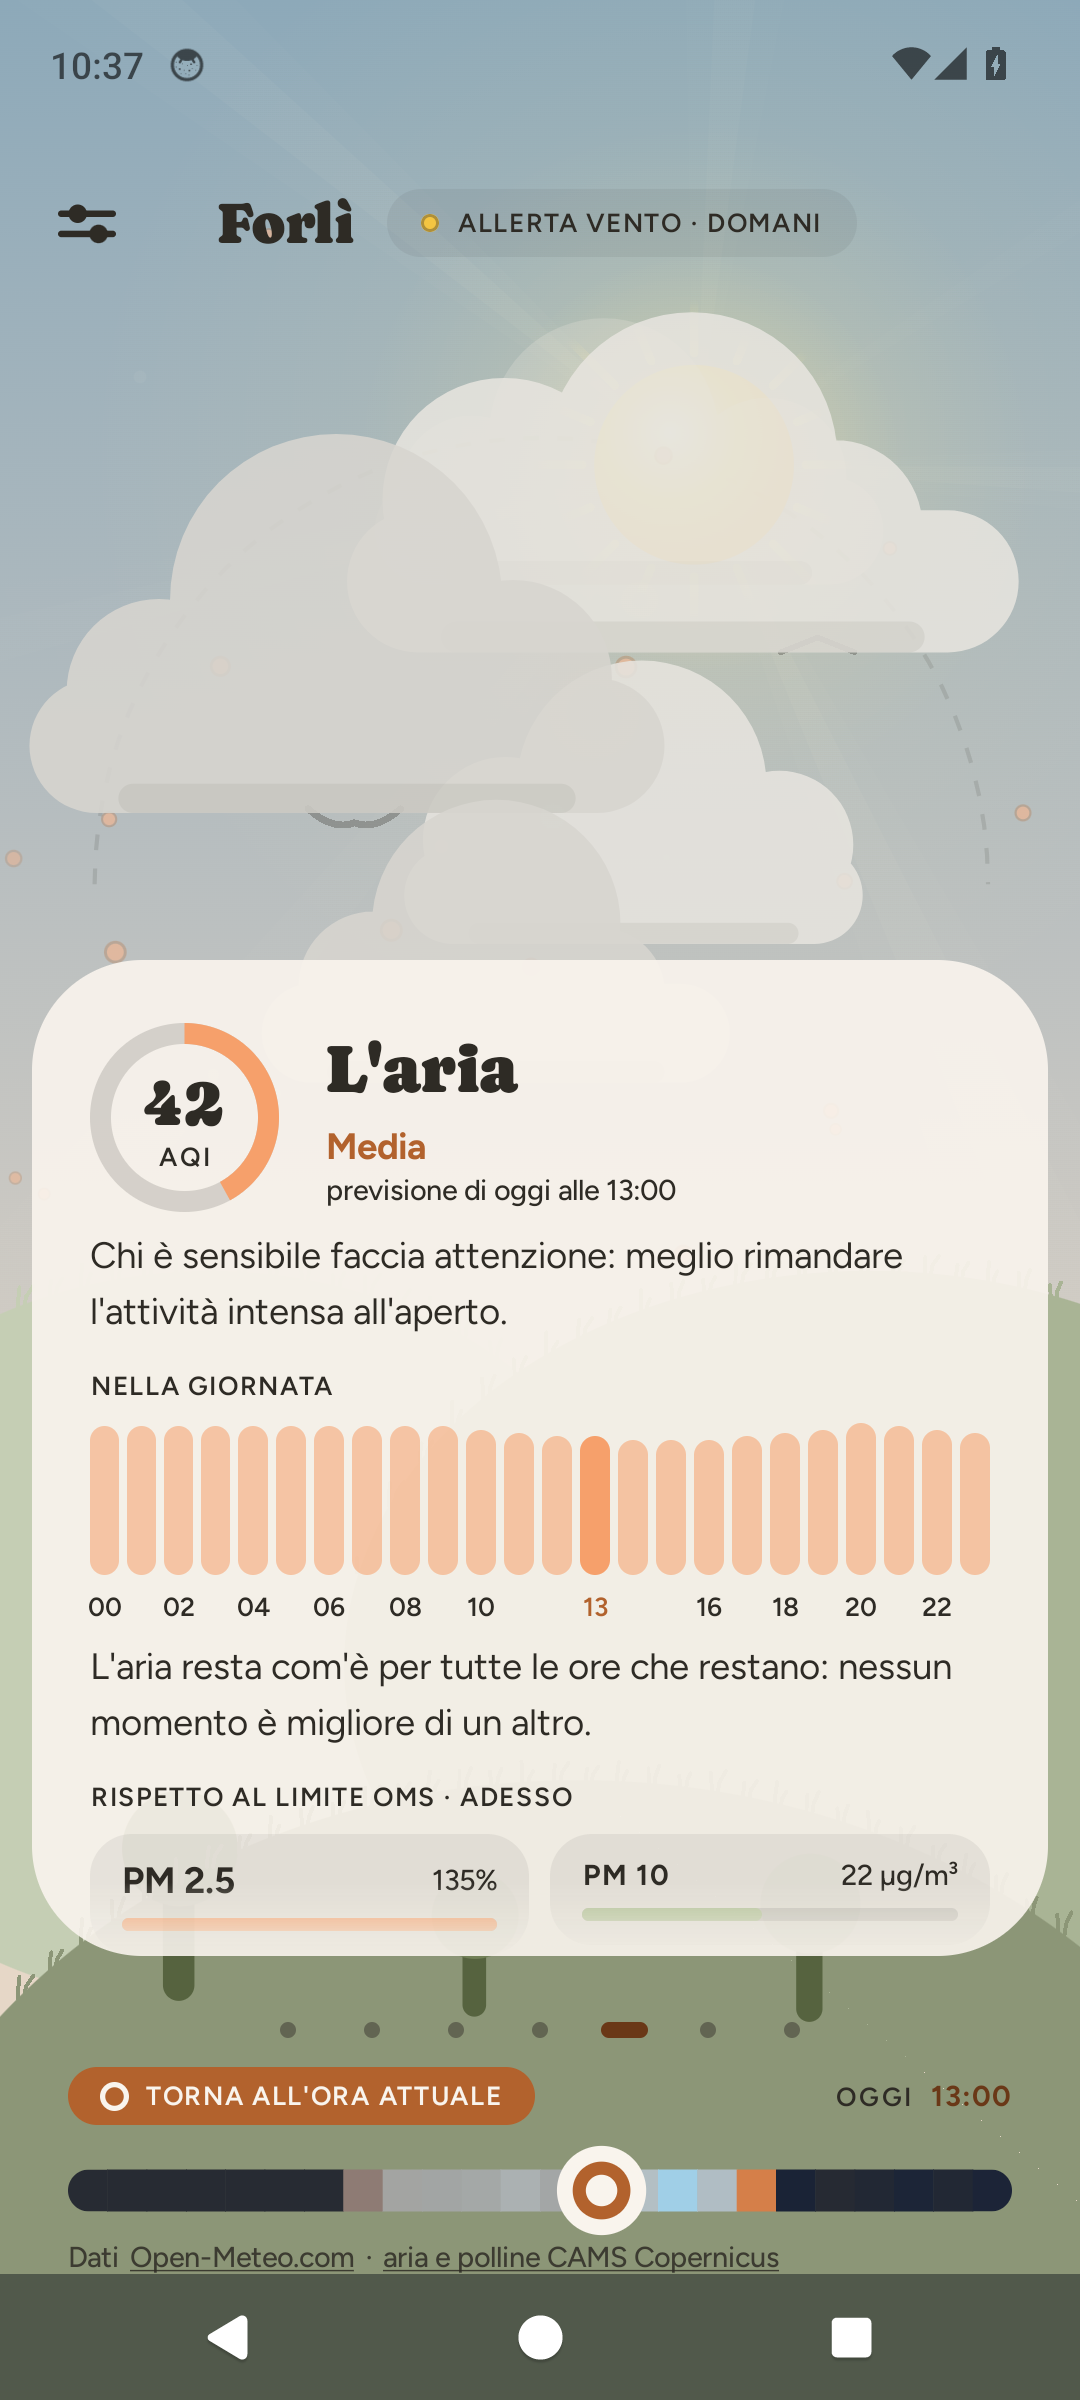 10:37
Forlì
ALLERTA VENTO · DOMANI
42
AQI
L'aria
Media
previsione di oggi alle 13:00
Chi è sensibile faccia attenzione: meglio rimandare
l'attività intensa all'aperto.
NELLA GIORNATA
00 02 04 06 08 10 13 16 18 20 22
L'aria resta com'è per tutte le ore che restano: nessun
momento è migliore di un altro.
RISPETTO AL LIMITE OMS · ADESSO
PM 2.5 135%
PM 10 22 µg/m³
TORNA ALL'ORA ATTUALE
OGGI 13:00
Dati Open-Meteo.com · aria e polline CAMS Copernicus